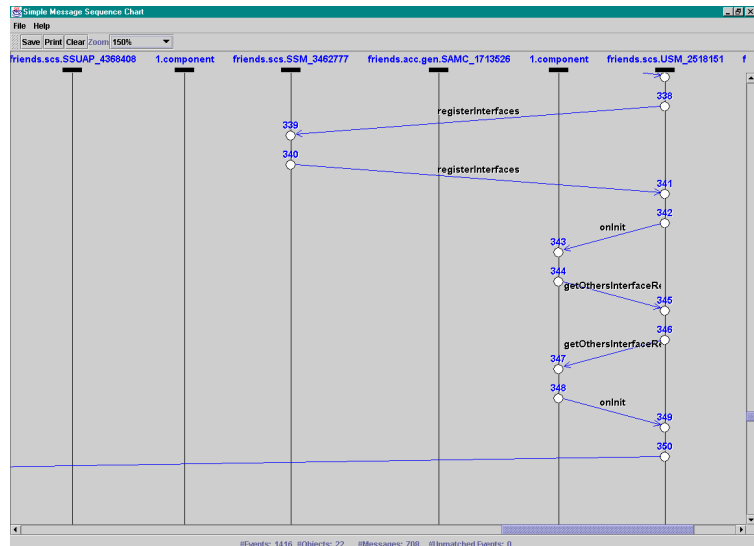 Simple Message Sequence Chart
File Help
Save Print Clear Zoom 150%
friends.scs.SSUAP_4368408 1.component friends.scs.SSM_3462777 friends.acc.gen.SAMC_1713526 1.component friends.scs.USM_2518151 f
338
registerInterfaces
339
340
registerInterfaces
341
342
onInit
343
344
getOthersInterfaceRe
345
346
getOthersInterfaceRe
347
348
onInit
349
350
#Events: 1416 #Objects: 22 #Messages: 708 #Unmatched Events: 0